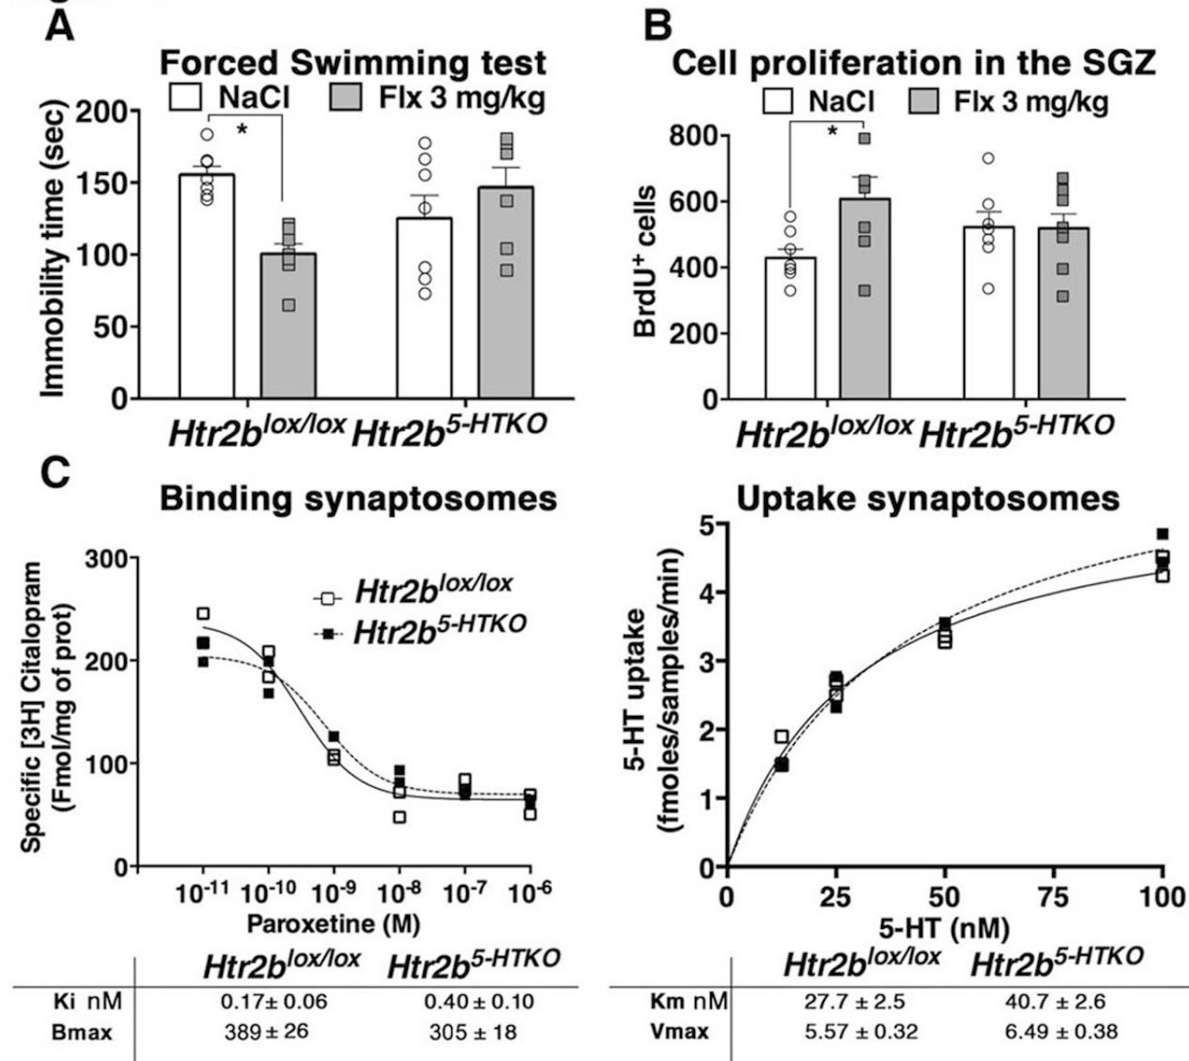 A
Forced Swimming test
NaCl Flx 3 mg/kg
Immobility time (sec)
200
150
100
50
0
*
Htr2b^lox/lox Htr2b^5-HTKO
B
Cell proliferation in the SGZ
NaCl Flx 3 mg/kg
BrdU⁺ cells
800
600
400
200
0
*
Htr2b^lox/lox Htr2b^5-HTKO
C
Binding synaptosomes
Htr2b^lox/lox
Htr2b^5-HTKO
Specific [3H] Citalopram
(Fmol/mg of prot)
300
200
100
0
10⁻¹¹ 10⁻¹⁰ 10⁻⁹ 10⁻⁸ 10⁻⁷ 10⁻⁶
Paroxetine (M)
Htr2b^lox/lox Htr2b^5-HTKO
Ki nM 0.17± 0.06 0.40 ± 0.10
Bmax 389 ± 26 305 ± 18
Uptake synaptosomes
5-HT uptake
(fmoles/samples/min)
5
4
3
2
1
0
0 25 50 75 100
5-HT (nM)
Htr2b^lox/lox Htr2b^5-HTKO
Km nM 27.7 ± 2.5 40.7 ± 2.6
Vmax 5.57 ± 0.32 6.49 ± 0.38